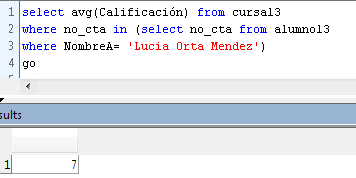 1 select avg(Calificación) from cursal3
2 where no_cta in (select no_cta from alumnol3
3 where NombreA= 'Lucia Orta Mendez')
4 go
sults
1 7